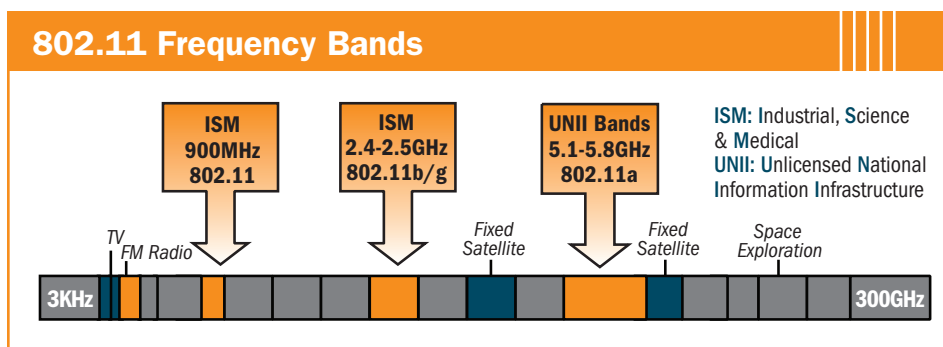 802.11 Frequency Bands
ISM
900MHz
802.11
ISM
2.4-2.5GHz
802.11b/g
UNII Bands
5.1-5.8GHz
802.11a
ISM: Industrial, Science
& Medical
UNII: Unlicensed National
Information Infrastructure
TV
FM Radio
Fixed
Satellite
Fixed
Satellite
Space
Exploration
3KHz
300GHz